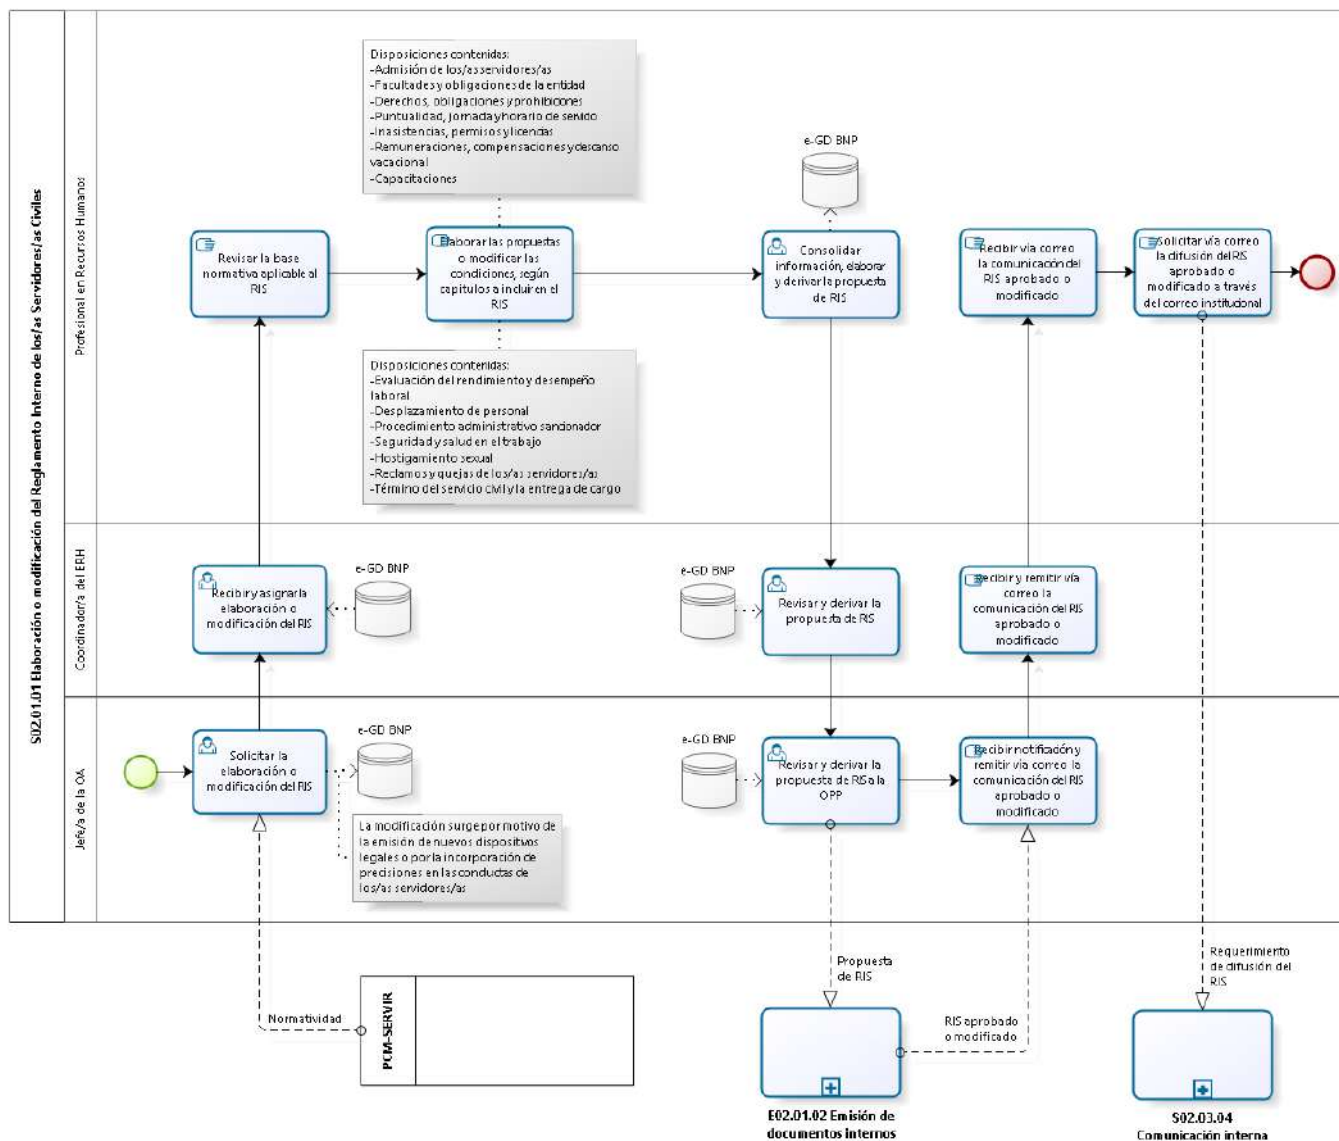 S02.01.01 Elaboración o modificación del Reglamento Interno de los/as Servidores/as Civiles
Profesional en Recursos Humanos
Disposiciones contenidas:
-Admisión de los/as servidores/as
-Facultades y obligaciones de la entidad
-Derechos, obligaciones y prohibiciones
-Puntualidad, jornada y horario de servido
-Inasistencias, permisos y licencias
-Remuneraciones, compensaciones y descanso
vacacional
-Capacitaciones
e-GD BNP
Revisar la base
normativa aplicable al
RIS
Elaborar las propuestas
o modificar las
condiciones, según
capítulos a incluir en el
RIS
Consolidar
información, elaborar
y derivar la propuesta
de RIS
Recibir vía correo
la comunicación del
RIS aprobado o
modificado
Solicitar vía correo
la difusión del RIS
aprobado o
modificado a través
del correo institucional
Disposiciones contenidas:
-Evaluación del rendimiento y desempeño
laboral
-Desplazamiento de personal
-Procedimiento administrativo sancionador
-Seguridad y salud en el trabajo
-Hostigamiento sexual
-Reclamos y quejas de los/as servidores/as
-Término del servicio civil y la entrega de cargo
Coordinador/a del ERH
Recibir y asignar la
elaboración o
modificación del RIS
e-GD BNP
e-GD BNP
Revisar y derivar la
propuesta de RIS
Recibir y remitir vía
correo la
comunicación del RIS
aprobado o
modificado
Jefe/a de la OA
Solicitar la
elaboración o
modificación del RIS
e-GD BNP
La modificación surge por motivo de
la emisión de nuevos dispositivos
legales o por la incorporación de
precisiones en las conductas de
los/as servidores/as
e-GD BNP
Revisar y derivar la
propuesta de RIS a la
OPP
Recibir notificación y
remitir vía correo la
comunicación del RIS
aprobado o
modificado
Normatividad
PCM-SERVIR
Propuesta
de RIS
RIS aprobado
o modificado
Requerimiento
de difusión del
RIS
E02.01.02 Emisión de
documentos internos
S02.03.04
Comunicación interna